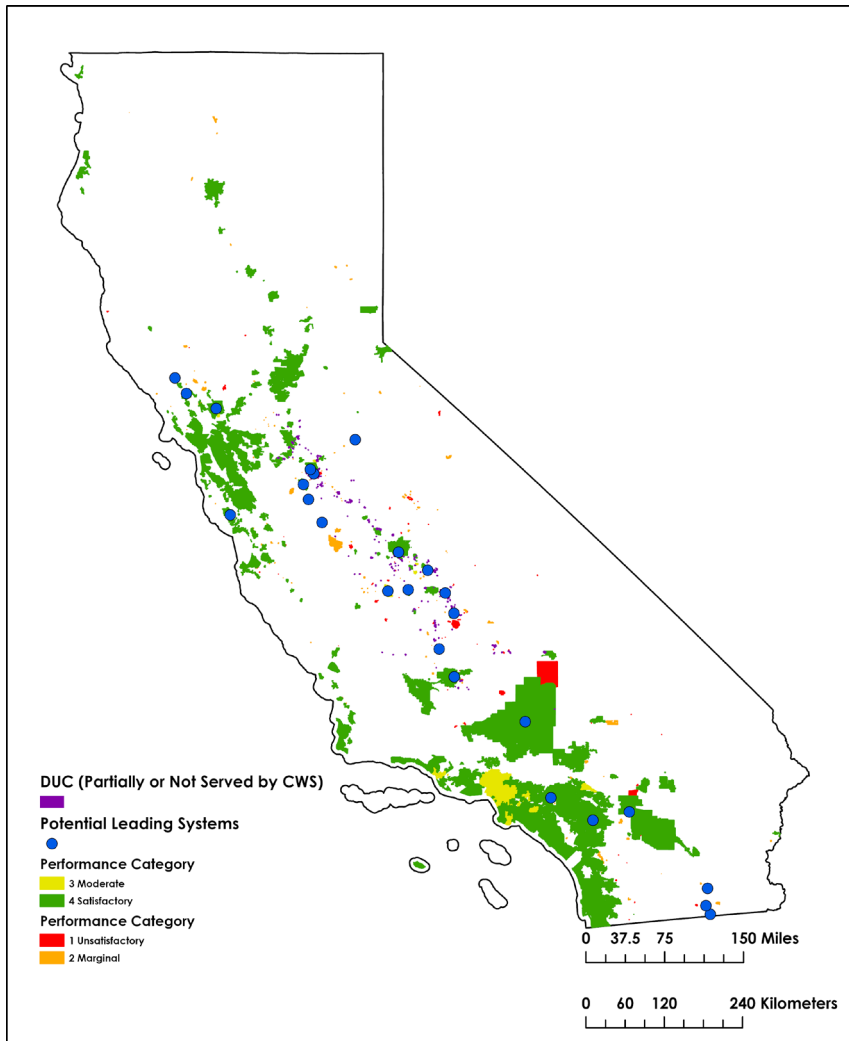 DUC (Partially or Not Served by CWS)
Potential Leading Systems
Performance Category
3 Moderate
4 Satisfactory
Performance Category
1 Unsatisfactory
2 Marginal
0 37.5 75 150 Miles
0 60 120 240 Kilometers